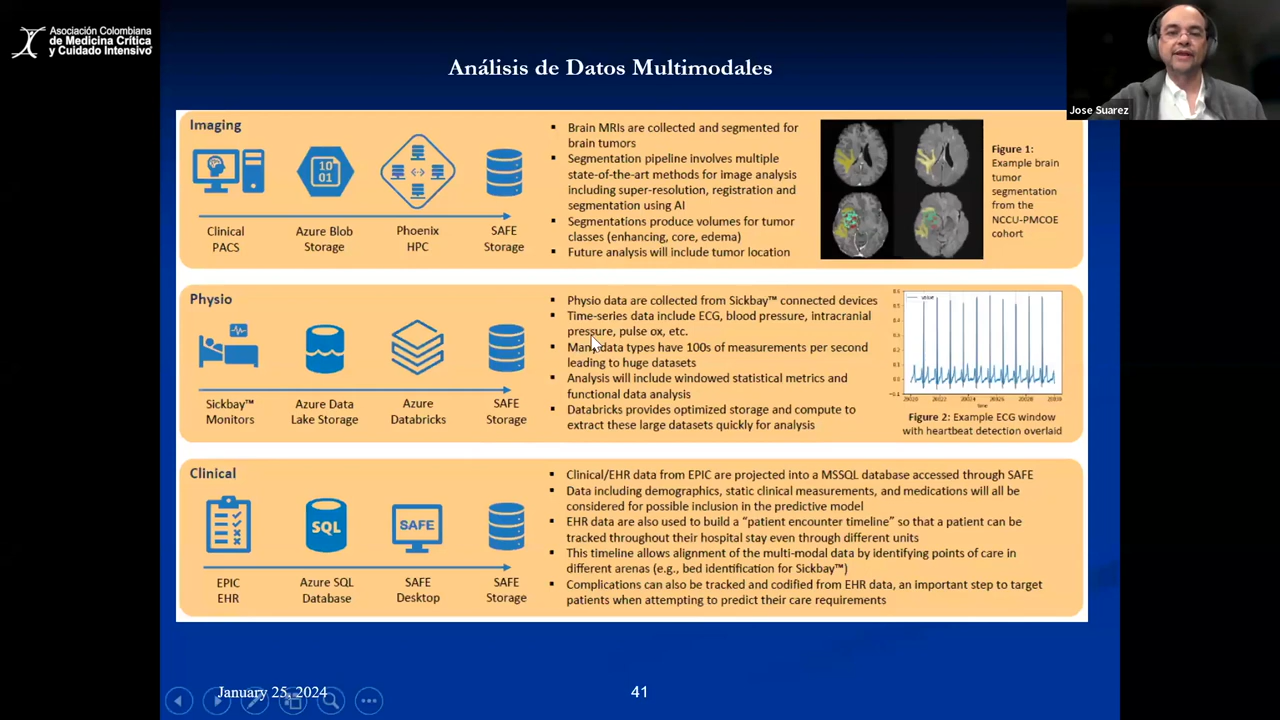 Asociación Colombiana
de Medicina Crítica
y Cuidado Intensivo
Jose Suarez
Análisis de Datos Multimodales
Imaging
10
01
Clinical
PACS
Azure Blob
Storage
Phoenix
HPC
SAFE
Storage
Brain MRIs are collected and segmented for
brain tumors
Segmentation pipeline involves multiple
state-of-the-art methods for image analysis
including super-resolution, registration and
segmentation using AI
Segmentations produce volumes for tumor
classes (enhancing, core, edema)
Future analysis will include tumor location
Figure 1:
Example brain
tumor
segmentation
from the
NCCU-PMCOE
cohort
Physio
Sickbay™
Monitors
Azure Data
Lake Storage
Azure
Databricks
SAFE
Storage
Physio data are collected from Sickbay™ connected devices
Time-series data include ECG, blood pressure, intracranial
pressure, pulse ox, etc.
Many data types have 100s of measurements per second
leading to huge datasets
Analysis will include windowed statistical metrics and
functional data analysis
Databricks provides optimized storage and compute to
extract these large datasets quickly for analysis
Figure 2: Example ECG window
with heartbeat detection overlaid
Clinical
SQL
SAFE
EPIC
EHR
Azure SQL
Database
SAFE
Desktop
SAFE
Storage
Clinical/EHR data from EPIC are projected into a MSSQL database accessed through SAFE
Data including demographics, static clinical measurements, and medications will all be
considered for possible inclusion in the predictive model
EHR data are also used to build a “patient encounter timeline” so that a patient can be
tracked throughout their hospital stay even through different units
This timeline allows alignment of the multi-modal data by identifying points of care in
different arenas (e.g., bed identification for Sickbay™)
Complications can also be tracked and codified from EHR data, an important step to target
patients when attempting to predict their care requirements
January 25, 2024
41